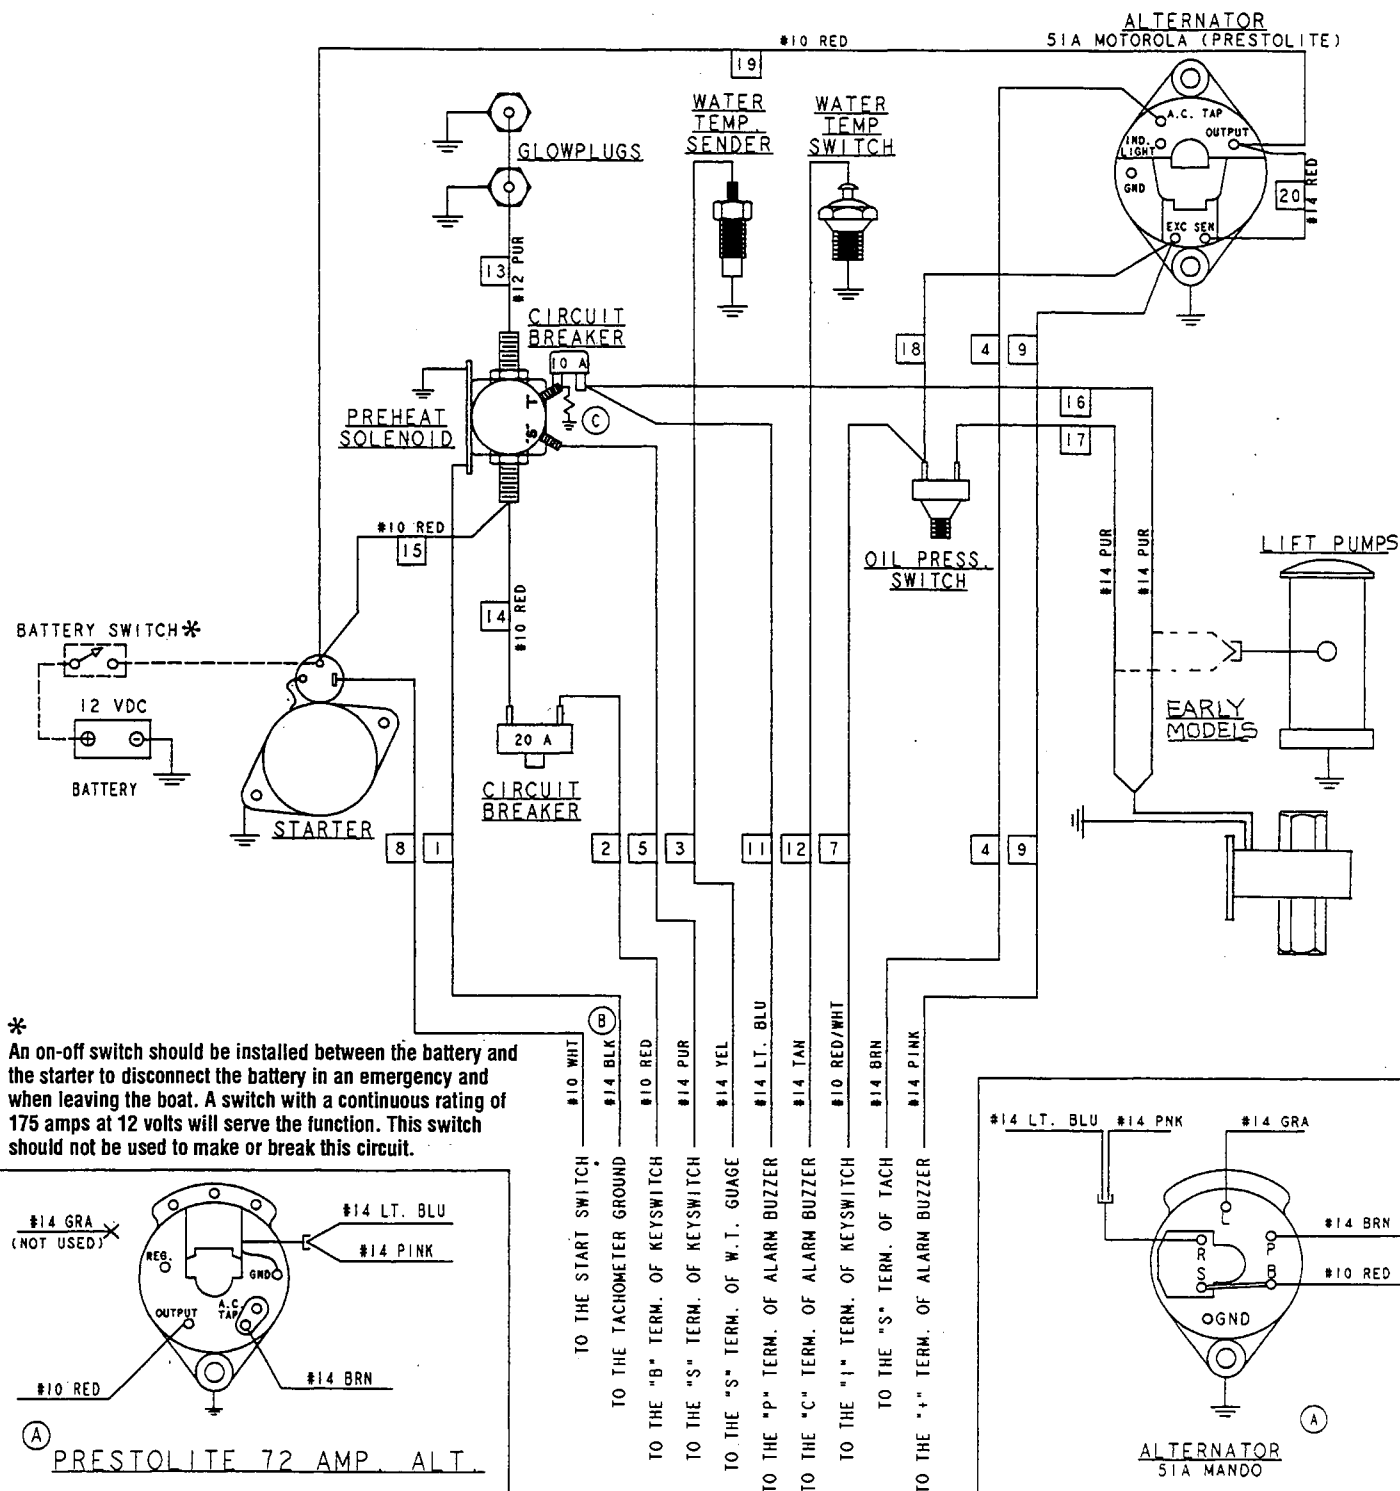 ALTERNATOR
51A MOTOROLA (PRESTOLITE)
#10 RED
19
WATER
TEMP.
SENDER
WATER
TEMP
SWITCH
A.C. TAP
OUTPUT
IND.
LIGHT
GND
EXC SEN
20
#14 RED
GLOWPLUGS
13
#12 PUR
CIRCUIT
BREAKER
10 A
"I"
"S"
C
PREHEAT
SOLENOID
18
4
9
16
17
#10 RED
15
14
#10 RED
OIL PRESS.
SWITCH
#14 PUR
#14 PUR
LIFT PUMPS
BATTERY SWITCH*
12 VDC
BATTERY
STARTER
20 A
CIRCUIT
BREAKER
EARLY
MODELS
8
1
2
5
3
11
12
7
4
9
B
#10 WHT
#14 BLK
#10 RED
#14 PUR
#14 YEL
#14 LT. BLU
#14 TAN
#10 RED/WHT
#14 BRN
#14 PINK
TO THE START SWITCH
TO THE TACHOMETER GROUND
TO THE "B" TERM. OF KEYSWITCH
TO THE "S" TERM. OF KEYSWITCH
TO THE "S" TERM. OF W.T. GUAGE
TO THE "P" TERM. OF ALARM BUZZER
TO THE "C" TERM. OF ALARM BUZZER
TO THE "I" TERM. OF KEYSWITCH
TO THE "S" TERM. OF TACH
TO THE "+" TERM. OF ALARM BUZZER
*
An on-off switch should be installed between the battery and
the starter to disconnect the battery in an emergency and
when leaving the boat. A switch with a continuous rating of
175 amps at 12 volts will serve the function. This switch
should not be used to make or break this circuit.
#14 GRA
(NOT USED)
#14 LT. BLU
#14 PINK
REG.
GND
OUTPUT
A.C.
TAP
#10 RED
#14 BRN
A
PRESTOLITE 72 AMP. ALT.
#14 LT. BLU
#14 PNK
#14 GRA
L
R
P
S
B
GND
#14 BRN
#10 RED
A
ALTERNATOR
51A MANDO